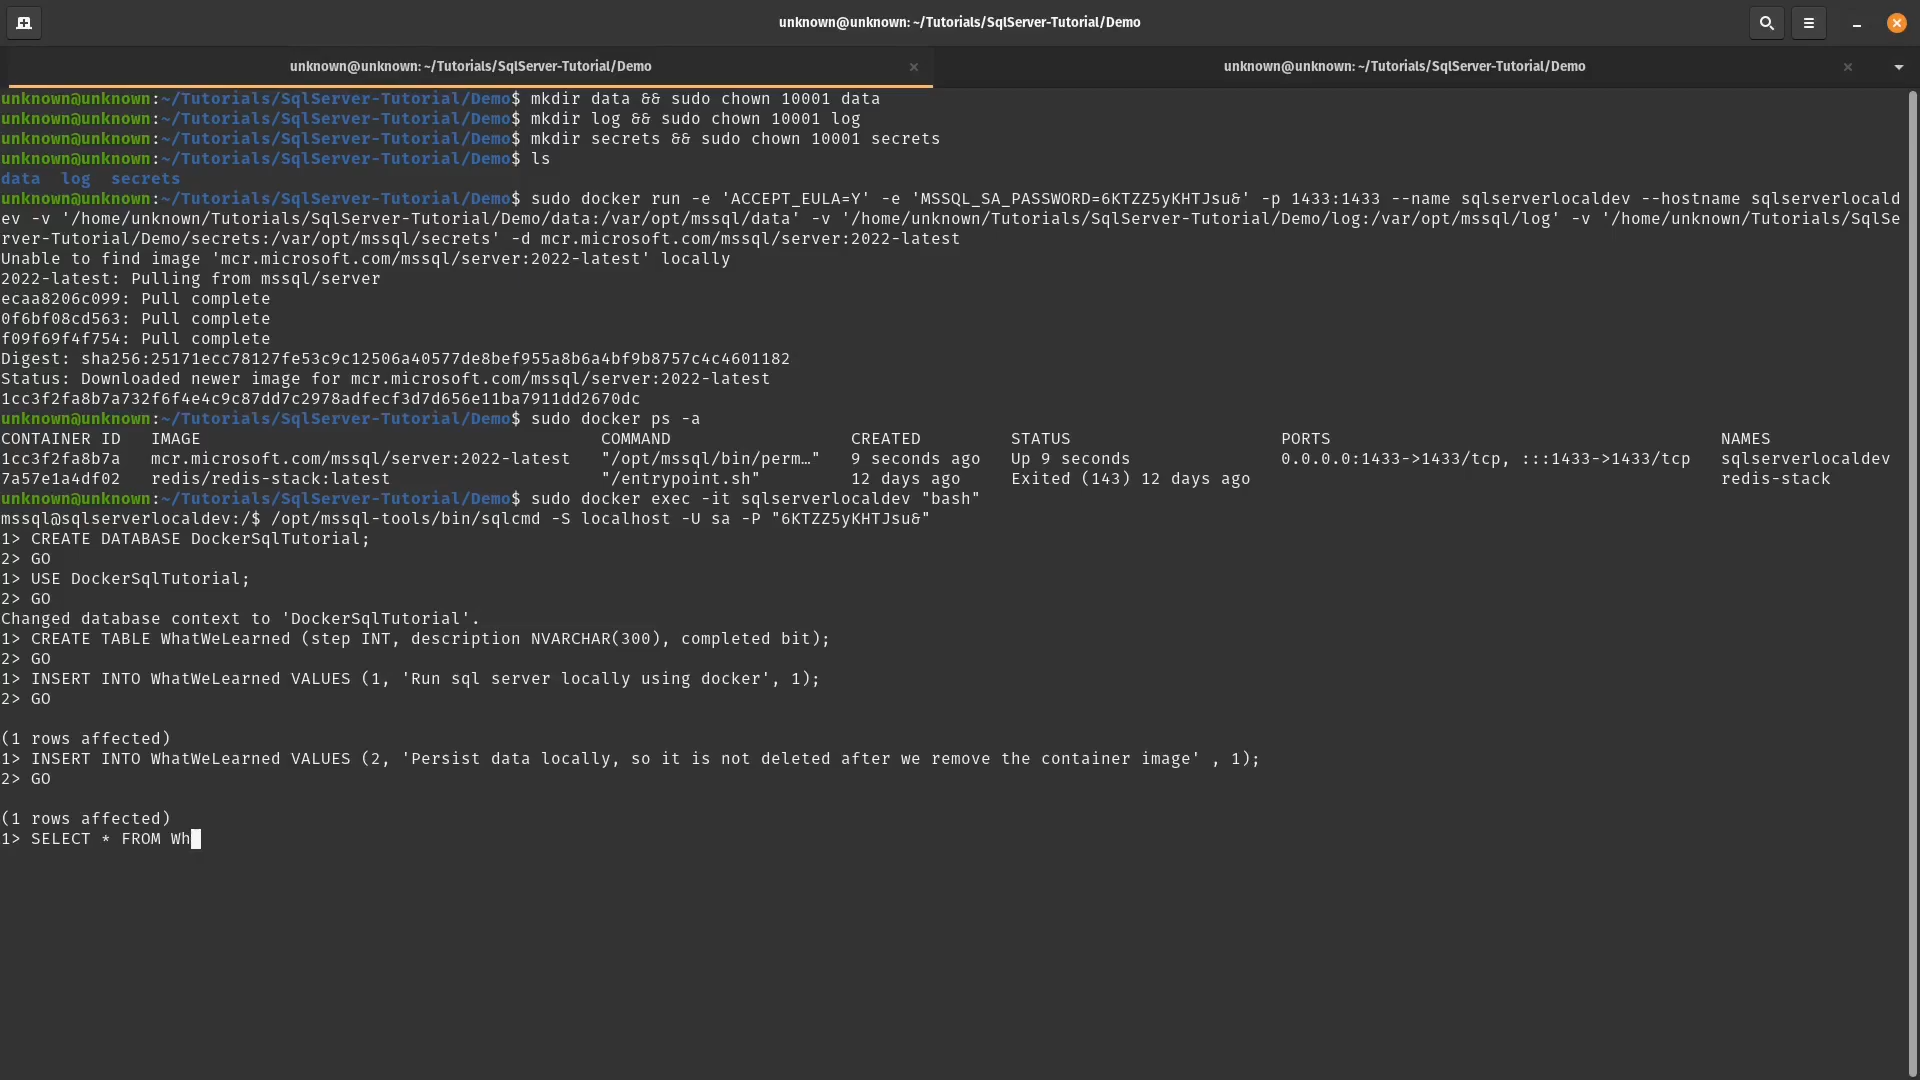 unknown@unknown: ~/Tutorials/SqlServer-Tutorial/Demo
unknown@unknown: ~/Tutorials/SqlServer-Tutorial/Demo
unknown@unknown: ~/Tutorials/SqlServer-Tutorial/Demo
unknown@unknown:~/Tutorials/SqlServer-Tutorial/Demo$ mkdir data && sudo chown 10001 data
unknown@unknown:~/Tutorials/SqlServer-Tutorial/Demo$ mkdir log && sudo chown 10001 log
unknown@unknown:~/Tutorials/SqlServer-Tutorial/Demo$ mkdir secrets && sudo chown 10001 secrets
unknown@unknown:~/Tutorials/SqlServer-Tutorial/Demo$ ls
data  log  secrets
unknown@unknown:~/Tutorials/SqlServer-Tutorial/Demo$ sudo docker run -e 'ACCEPT_EULA=Y' -e 'MSSQL_SA_PASSWORD=6KTZZ5yKHTJsu&' -p 1433:1433 --name sqlserverlocaldev --hostname sqlserverlocald
ev -v '/home/unknown/Tutorials/SqlServer-Tutorial/Demo/data:/var/opt/mssql/data' -v '/home/unknown/Tutorials/SqlServer-Tutorial/Demo/log:/var/opt/mssql/log' -v '/home/unknown/Tutorials/SqlSe
rver-Tutorial/Demo/secrets:/var/opt/mssql/secrets' -d mcr.microsoft.com/mssql/server:2022-latest
Unable to find image 'mcr.microsoft.com/mssql/server:2022-latest' locally
2022-latest: Pulling from mssql/server
ecaa8206c099: Pull complete
0f6bf08cd563: Pull complete
f09f69f4f754: Pull complete
Digest: sha256:25171ecc78127fe53c9c12506a40577de8bef955a8b6a4bf9b8757c4c4601182
Status: Downloaded newer image for mcr.microsoft.com/mssql/server:2022-latest
1cc3f2fa8b7a732f6f4e4c9c87dd7c2978adfecf3d7d656e11ba7911dd2670dc
unknown@unknown:~/Tutorials/SqlServer-Tutorial/Demo$ sudo docker ps -a
CONTAINER ID   IMAGE                                        COMMAND                  CREATED         STATUS                     PORTS                                       NAMES
1cc3f2fa8b7a   mcr.microsoft.com/mssql/server:2022-latest   "/opt/mssql/bin/perm…"   9 seconds ago   Up 9 seconds               0.0.0.0:1433->1433/tcp, :::1433->1433/tcp   sqlserverlocaldev
7a57e1a4df02   redis/redis-stack:latest                     "/entrypoint.sh"         12 days ago     Exited (143) 12 days ago                                               redis-stack
unknown@unknown:~/Tutorials/SqlServer-Tutorial/Demo$ sudo docker exec -it sqlserverlocaldev "bash"
mssql@sqlserverlocaldev:/$ /opt/mssql-tools/bin/sqlcmd -S localhost -U sa -P "6KTZZ5yKHTJsu&"
1> CREATE DATABASE DockerSqlTutorial;
2> GO
1> USE DockerSqlTutorial;
2> GO
Changed database context to 'DockerSqlTutorial'.
1> CREATE TABLE WhatWeLearned (step INT, description NVARCHAR(300), completed bit);
2> GO
1> INSERT INTO WhatWeLearned VALUES (1, 'Run sql server locally using docker', 1);
2> GO
(1 rows affected)
1> INSERT INTO WhatWeLearned VALUES (2, 'Persist data locally, so it is not deleted after we remove the container image' , 1);
2> GO
(1 rows affected)
1> SELECT * FROM Wh